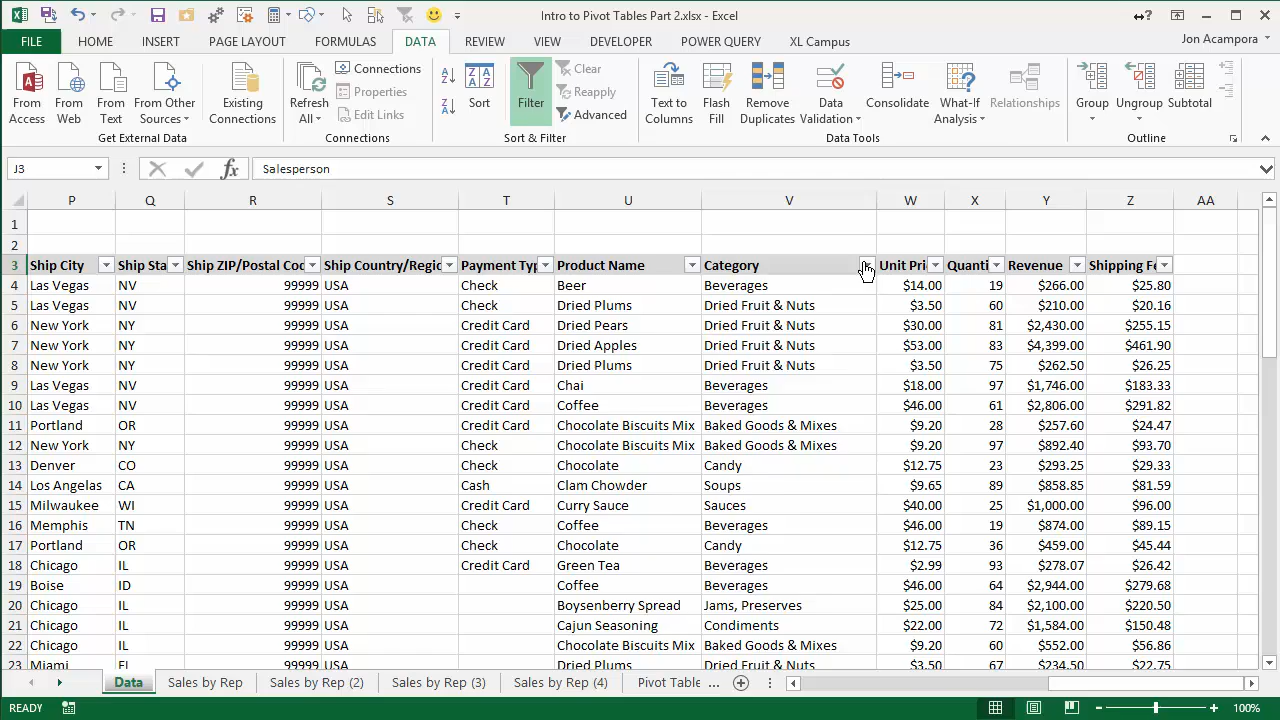 Intro to Pivot Tables Part 2.xlsx - Excel
FILE HOME INSERT PAGE LAYOUT FORMULAS DATA REVIEW VIEW DEVELOPER POWER QUERY XL Campus Jon Acampora
From Access From Web From Text From Other Sources Existing Connections Refresh All Connections Properties Edit Links Sort Filter Clear Reapply Advanced Text to Columns Flash Fill Remove Duplicates Data Validation Consolidate What-If Analysis Relationships Group Ungroup Subtotal
Get External Data Connections Sort & Filter Data Tools Outline
J3 fx Salesperson
P Q R S T U V W X Y Z AA
1
2
3 Ship City Ship Sta Ship ZIP/Postal Coc Ship Country/Regic Payment Typ Product Name Category Unit Pri Quanti Revenue Shipping Fe
4 Las Vegas NV 99999 USA Check Beer Beverages $14.00 19 $266.00 $25.80
5 Las Vegas NV 99999 USA Check Dried Plums Dried Fruit & Nuts $3.50 60 $210.00 $20.16
6 New York NY 99999 USA Credit Card Dried Pears Dried Fruit & Nuts $30.00 81 $2,430.00 $255.15
7 New York NY 99999 USA Credit Card Dried Apples Dried Fruit & Nuts $53.00 83 $4,399.00 $461.90
8 New York NY 99999 USA Credit Card Dried Plums Dried Fruit & Nuts $3.50 75 $262.50 $26.25
9 Las Vegas NV 99999 USA Credit Card Chai Beverages $18.00 97 $1,746.00 $183.33
10 Las Vegas NV 99999 USA Credit Card Coffee Beverages $46.00 61 $2,806.00 $291.82
11 Portland OR 99999 USA Credit Card Chocolate Biscuits Mix Baked Goods & Mixes $9.20 28 $257.60 $24.47
12 New York NY 99999 USA Check Chocolate Biscuits Mix Baked Goods & Mixes $9.20 97 $892.40 $93.70
13 Denver CO 99999 USA Check Chocolate Candy $12.75 23 $293.25 $29.33
14 Los Angelas CA 99999 USA Cash Clam Chowder Soups $9.65 89 $858.85 $81.59
15 Milwaukee WI 99999 USA Credit Card Curry Sauce Sauces $40.00 25 $1,000.00 $96.00
16 Memphis TN 99999 USA Check Coffee Beverages $46.00 19 $874.00 $89.15
17 Portland OR 99999 USA Check Chocolate Candy $12.75 36 $459.00 $45.44
18 Chicago IL 99999 USA Credit Card Green Tea Beverages $2.99 93 $278.07 $26.42
19 Boise ID 99999 USA Coffee Beverages $46.00 64 $2,944.00 $279.68
20 Chicago IL 99999 USA Boysenberry Spread Jams, Preserves $25.00 84 $2,100.00 $220.50
21 Chicago IL 99999 USA Cajun Seasoning Condiments $22.00 72 $1,584.00 $150.48
22 Chicago IL 99999 USA Chocolate Biscuits Mix Baked Goods & Mixes $9.20 60 $552.00 $56.86
23 Miami FL 99999 USA Dried Plums Dried Fruit & Nuts $3.50 67 $234.50 $22.75
Data Sales by Rep Sales by Rep (2) Sales by Rep (3) Sales by Rep (4) Pivot Table ...
READY 100%